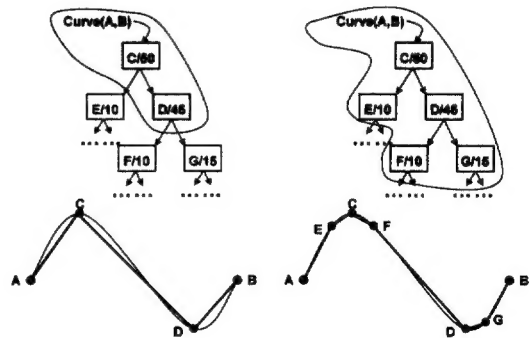 Curve(A,B)
C/50
E/10
D/45
F/10
G/15
C
A
B
D
Curve(A,B)
C/50
E/10
D/45
F/10
G/15
C
E
F
A
B
D
G